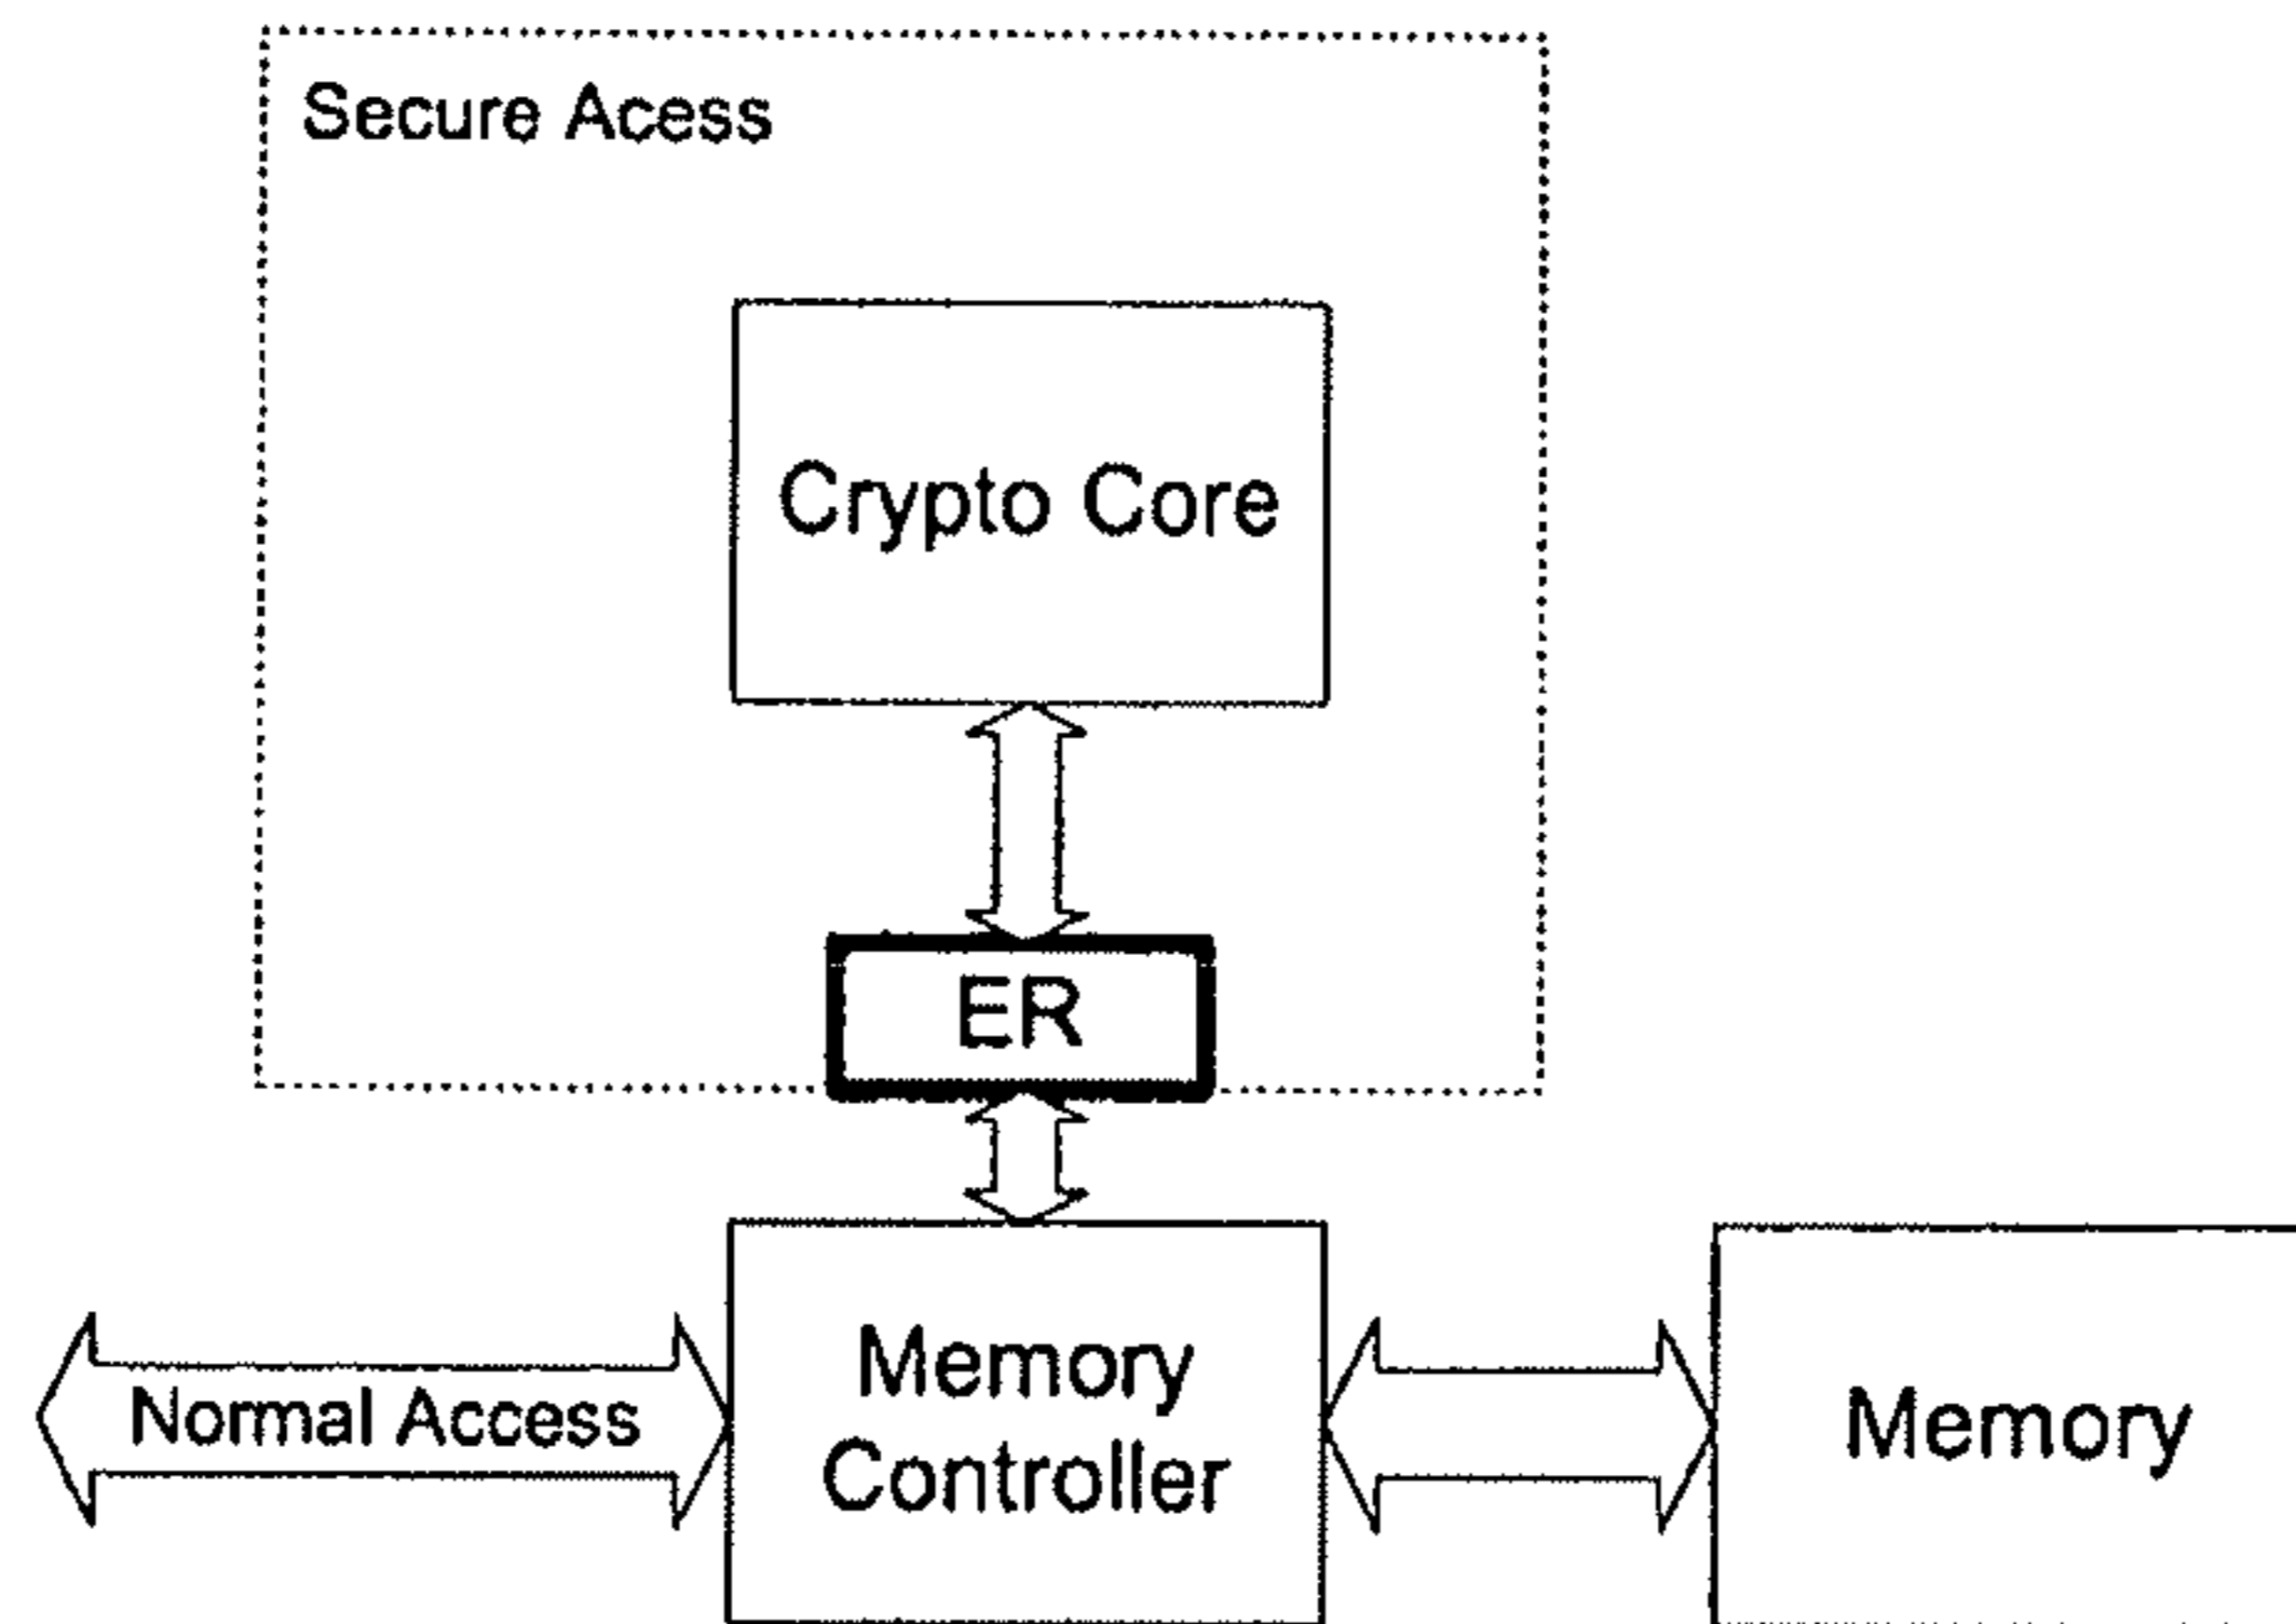 Secure Acess
Crypto Core
ER
Normal Access
Memory
Controller
Memory